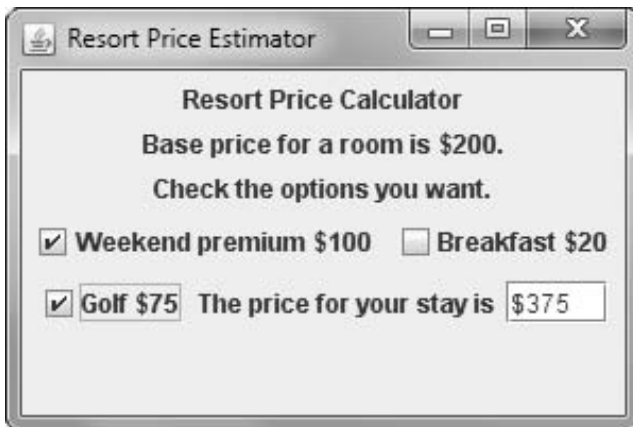 Resort Price Estimator
Resort Price Calculator
Base price for a room is $200.
Check the options you want.
Weekend premium $100 Breakfast $20
Golf $75 The price for your stay is $375